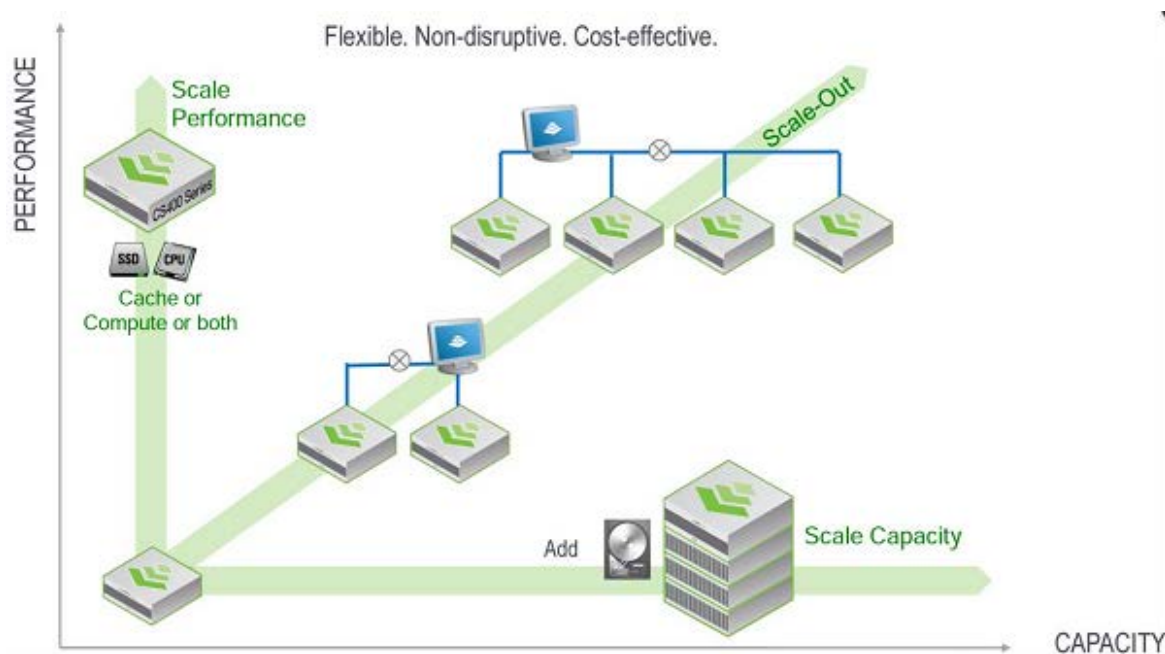 Flexible. Non-disruptive. Cost-effective.
PERFORMANCE
Scale
Performance
Scale-Out
CS400 Series
SSD
CPU
Cache or
Compute or both
Add
Scale Capacity
CAPACITY